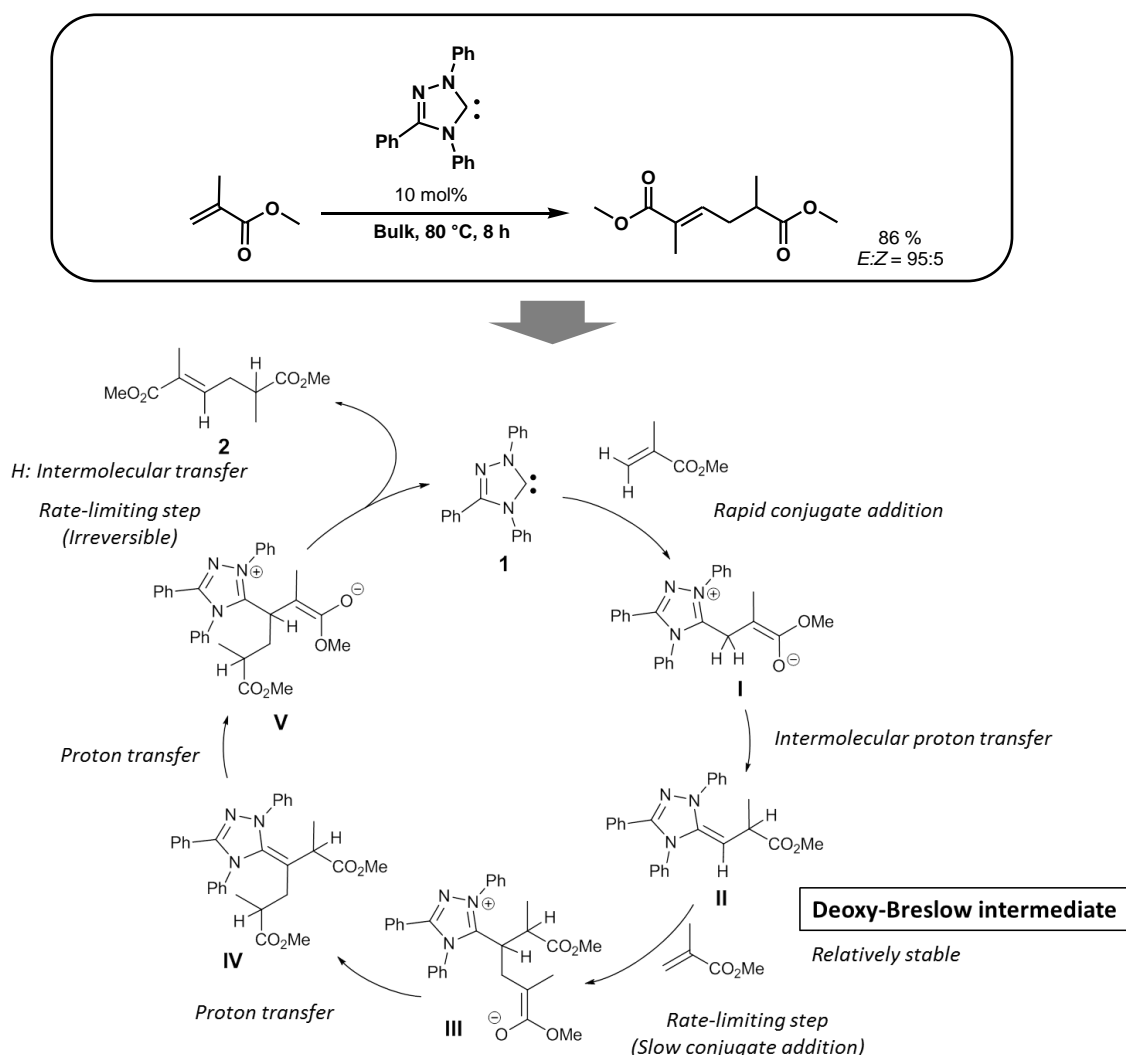 Ph
N
N
N
Ph
Ph
10 mol%
Bulk, 80 °C, 8 h
O
O
O
O
O
O
86 %
E:Z = 95:5
H
MeO2C
CO2Me
H
2
H: Intermolecular transfer
Rate-limiting step
(Irreversible)
Ph
N
N
N
Ph
Ph
1
H
H
CO2Me
Rapid conjugate addition
Ph
N
N ⊕
N
Ph
Ph
H H
OMe
O ⊖
I
Intermolecular proton transfer
Ph
N
N
N
Ph
Ph
H
H
CO2Me
II
Deoxy-Breslow intermediate
Relatively stable
CO2Me
Rate-limiting step
(Slow conjugate addition)
Ph
N
N ⊕
N
Ph
Ph
H
H
CO2Me
O ⊖
OMe
III
Proton transfer
Ph
N
N
N
Ph
Ph
H
CO2Me
H
CO2Me
IV
Proton transfer
Ph
N
N ⊕
N
Ph
Ph
H
O ⊖
OMe
H
CO2Me
V